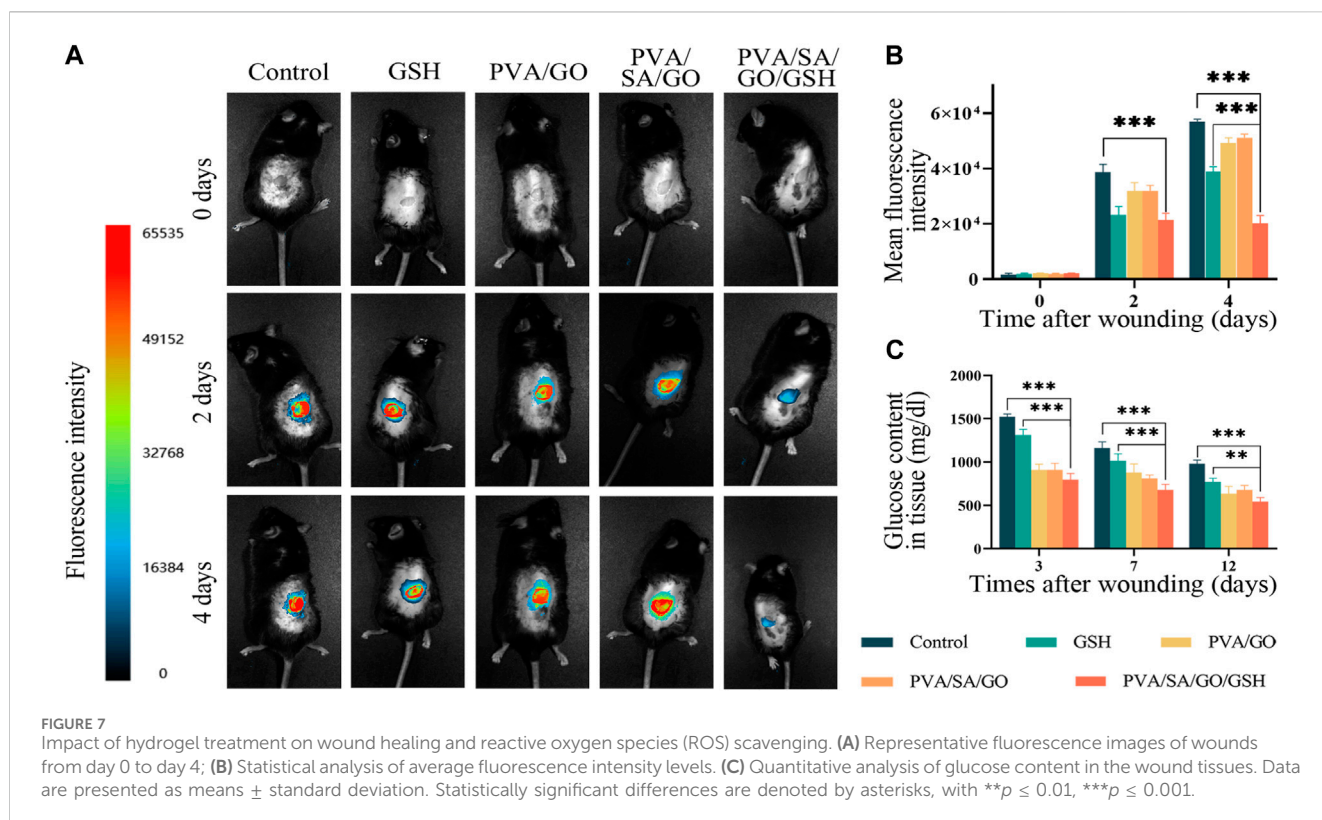 A
Control
GSH
PVA/GO
PVA/
SA/GO
PVA/SA/
GO/GSH
0 days
2 days
4 days
Fluorescence intensity
65535
49152
32768
16384
0
B
Mean fluorescence
intensity
6×10⁴
4×10⁴
2×10⁴
0
***
***
***
0
2
4
Time after wounding (days)
C
Glucose content
in tissue (mg/dl)
2000
1500
1000
500
0
***
***
***
***
***
**
3
7
12
Times after wounding (days)
Control
GSH
PVA/GO
PVA/SA/GO
PVA/SA/GO/GSH
FIGURE 7
Impact of hydrogel treatment on wound healing and reactive oxygen species (ROS) scavenging. (A) Representative fluorescence images of wounds
from day 0 to day 4; (B) Statistical analysis of average fluorescence intensity levels. (C) Quantitative analysis of glucose content in the wound tissues. Data
are presented as means ± standard deviation. Statistically significant differences are denoted by asterisks, with **p ≤ 0.01, ***p ≤ 0.001.